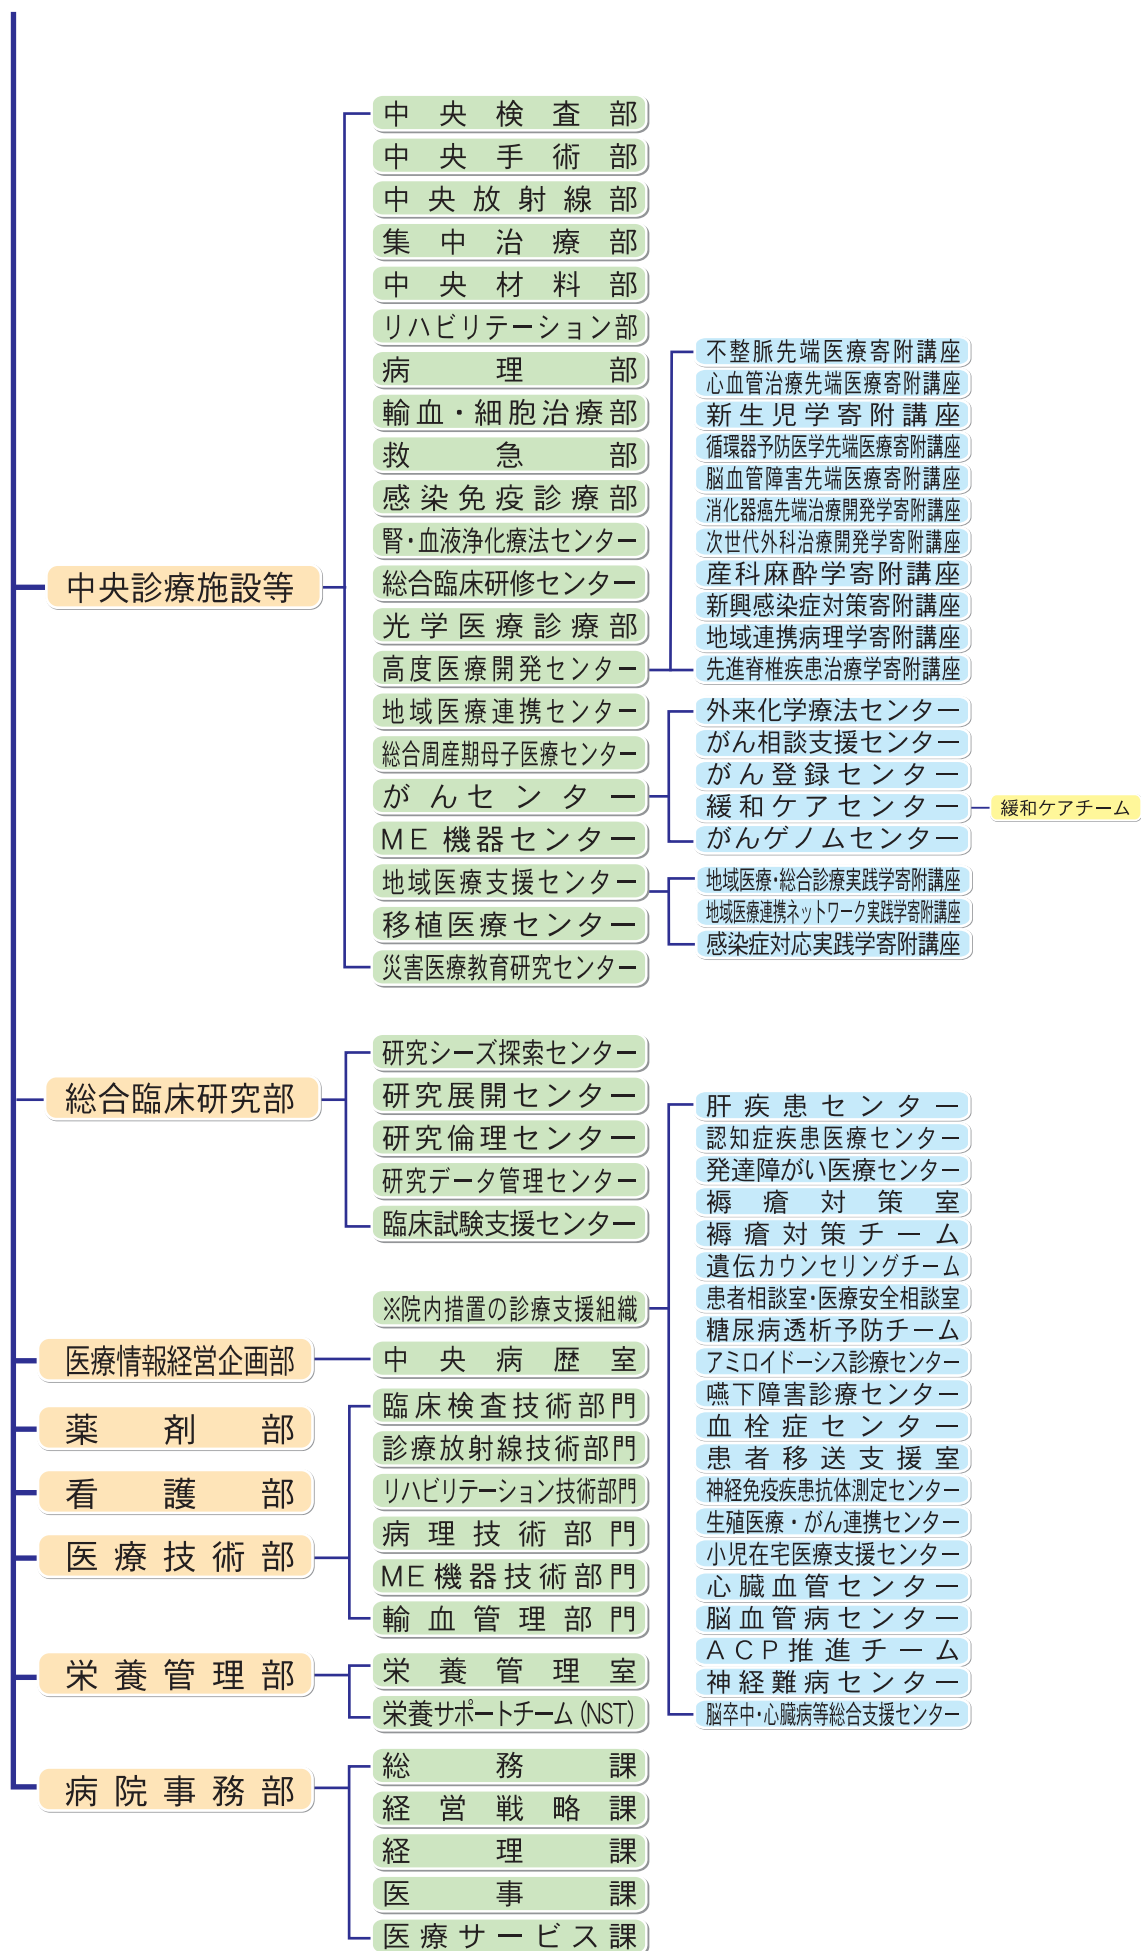 中央診療施設等
中央検査部
中央手術部
中央放射線部
集中治療部
中央材料部
リハビリテーション部
病理部
輸血・細胞治療部
救急部
感染免疫診療部
腎・血液浄化療法センター
総合臨床研修センター
光学医療診療部
高度医療開発センター
不整脈先端医療寄附講座
心血管治療先端医療寄附講座
新生児学寄附講座
循環器予防医学先端医療寄附講座
脳血管障害先端医療寄附講座
消化器癌先端治療開発学寄附講座
次世代外科治療開発学寄附講座
産科麻酔学寄附講座
新興感染症対策寄附講座
地域連携病理学寄附講座
先進脊椎疾患治療学寄附講座
地域医療連携センター
総合周産期母子医療センター
がんセンター
外来化学療法センター
がん相談支援センター
がん登録センター
緩和ケアセンター
緩和ケアチーム
がんゲノムセンター
ME機器センター
地域医療支援センター
地域医療・総合診療実践学寄附講座
地域医療連携ネットワーク実践学寄附講座
感染症対応実践学寄附講座
移植医療センター
災害医療教育研究センター
総合臨床研究部
研究シーズ探索センター
研究展開センター
研究倫理センター
研究データ管理センター
臨床試験支援センター
※院内措置の診療支援組織
肝疾患センター
認知症疾患医療センター
発達障がい医療センター
褥瘡対策室
褥瘡対策チーム
遺伝カウンセリングチーム
患者相談室・医療安全相談室
糖尿病透析予防チーム
アミロイドーシス診療センター
嚥下障害診療センター
血栓症センター
患者移送支援室
神経免疫疾患抗体測定センター
生殖医療・がん連携センター
小児在宅医療支援センター
心臓血管センター
脳血管病センター
ACP推進チーム
神経難病センター
脳卒中・心臓病等総合支援センター
医療情報経営企画部
中央病歴室
薬剤部
看護部
医療技術部
臨床検査技術部門
診療放射線技術部門
リハビリテーション技術部門
病理技術部門
ME機器技術部門
輸血管理部門
栄養管理部
栄養管理室
栄養サポートチーム(NST)
病院事務部
総務課
経営戦略課
経理課
医事課
医療サービス課